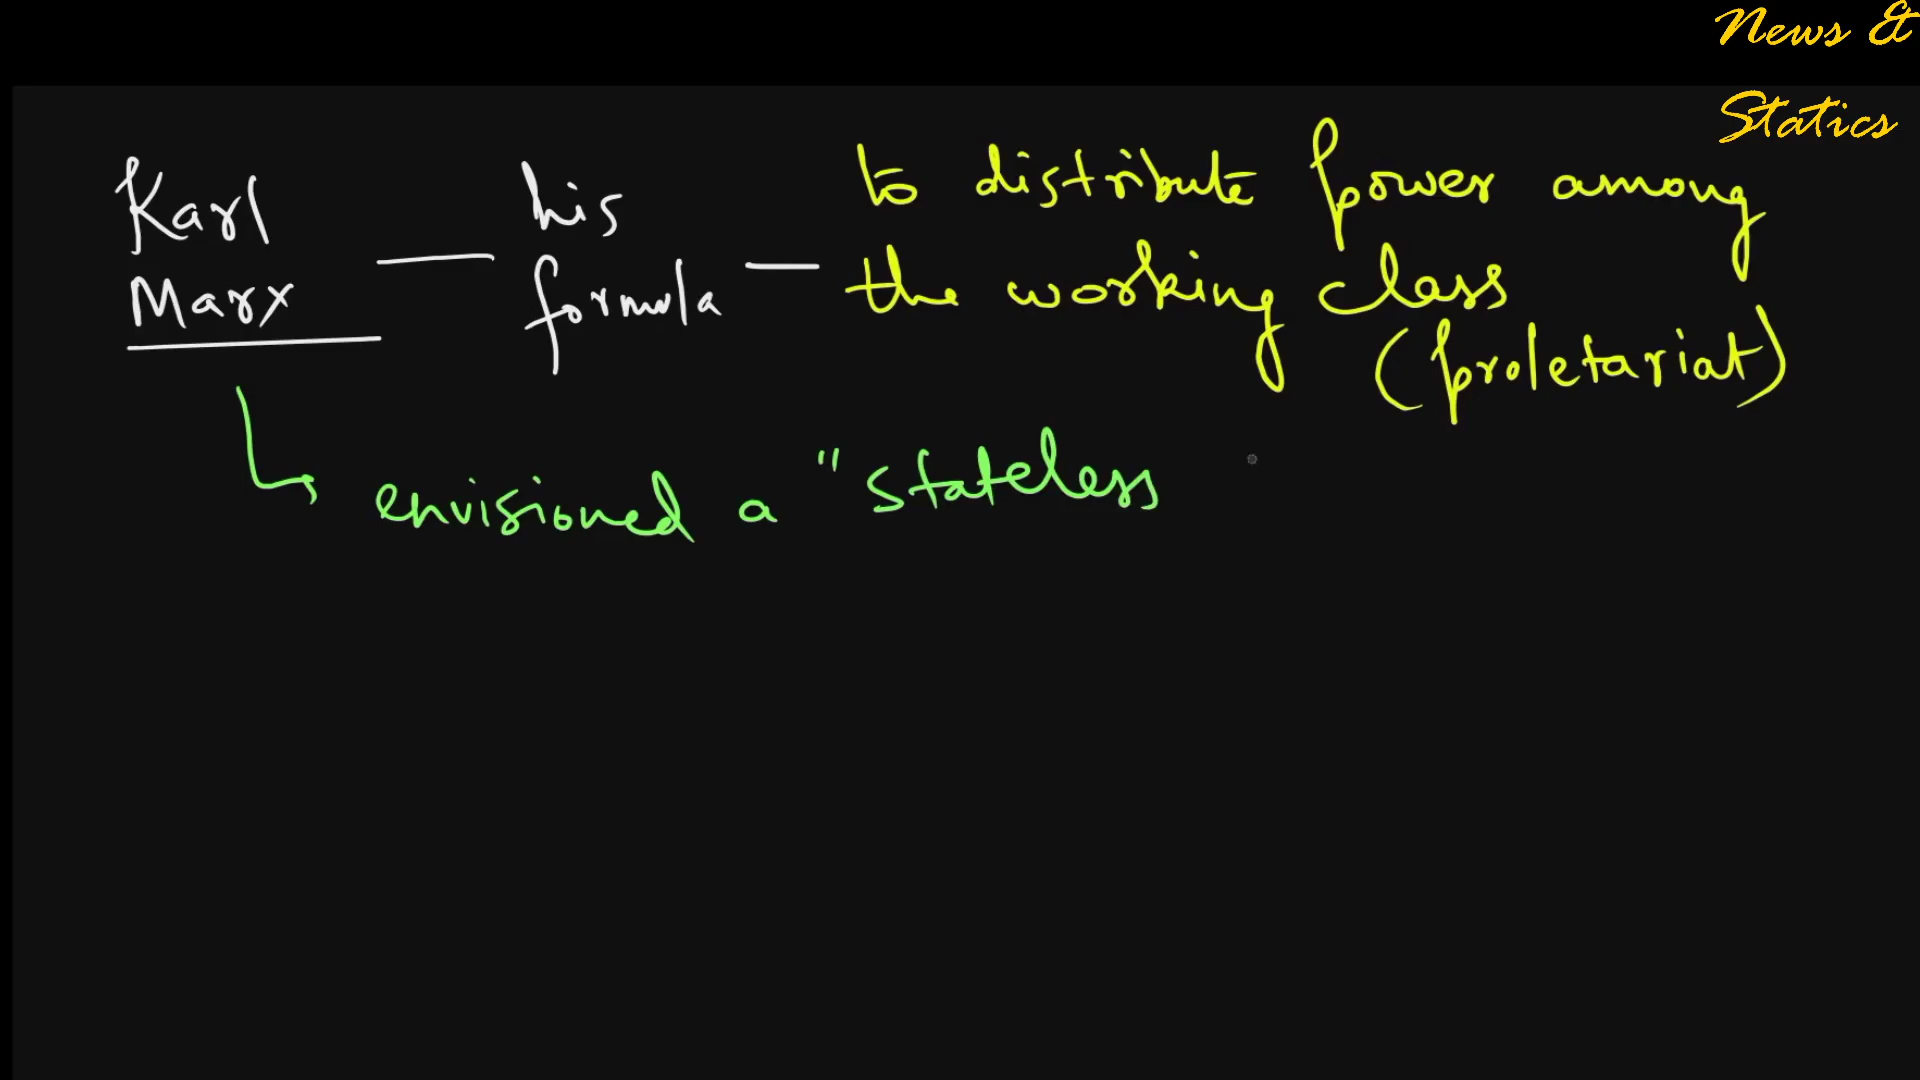 News &
Statics
Karl
Marx
his
formula
to distribute power among
the working class
(proletariat)
envisioned a "stateless